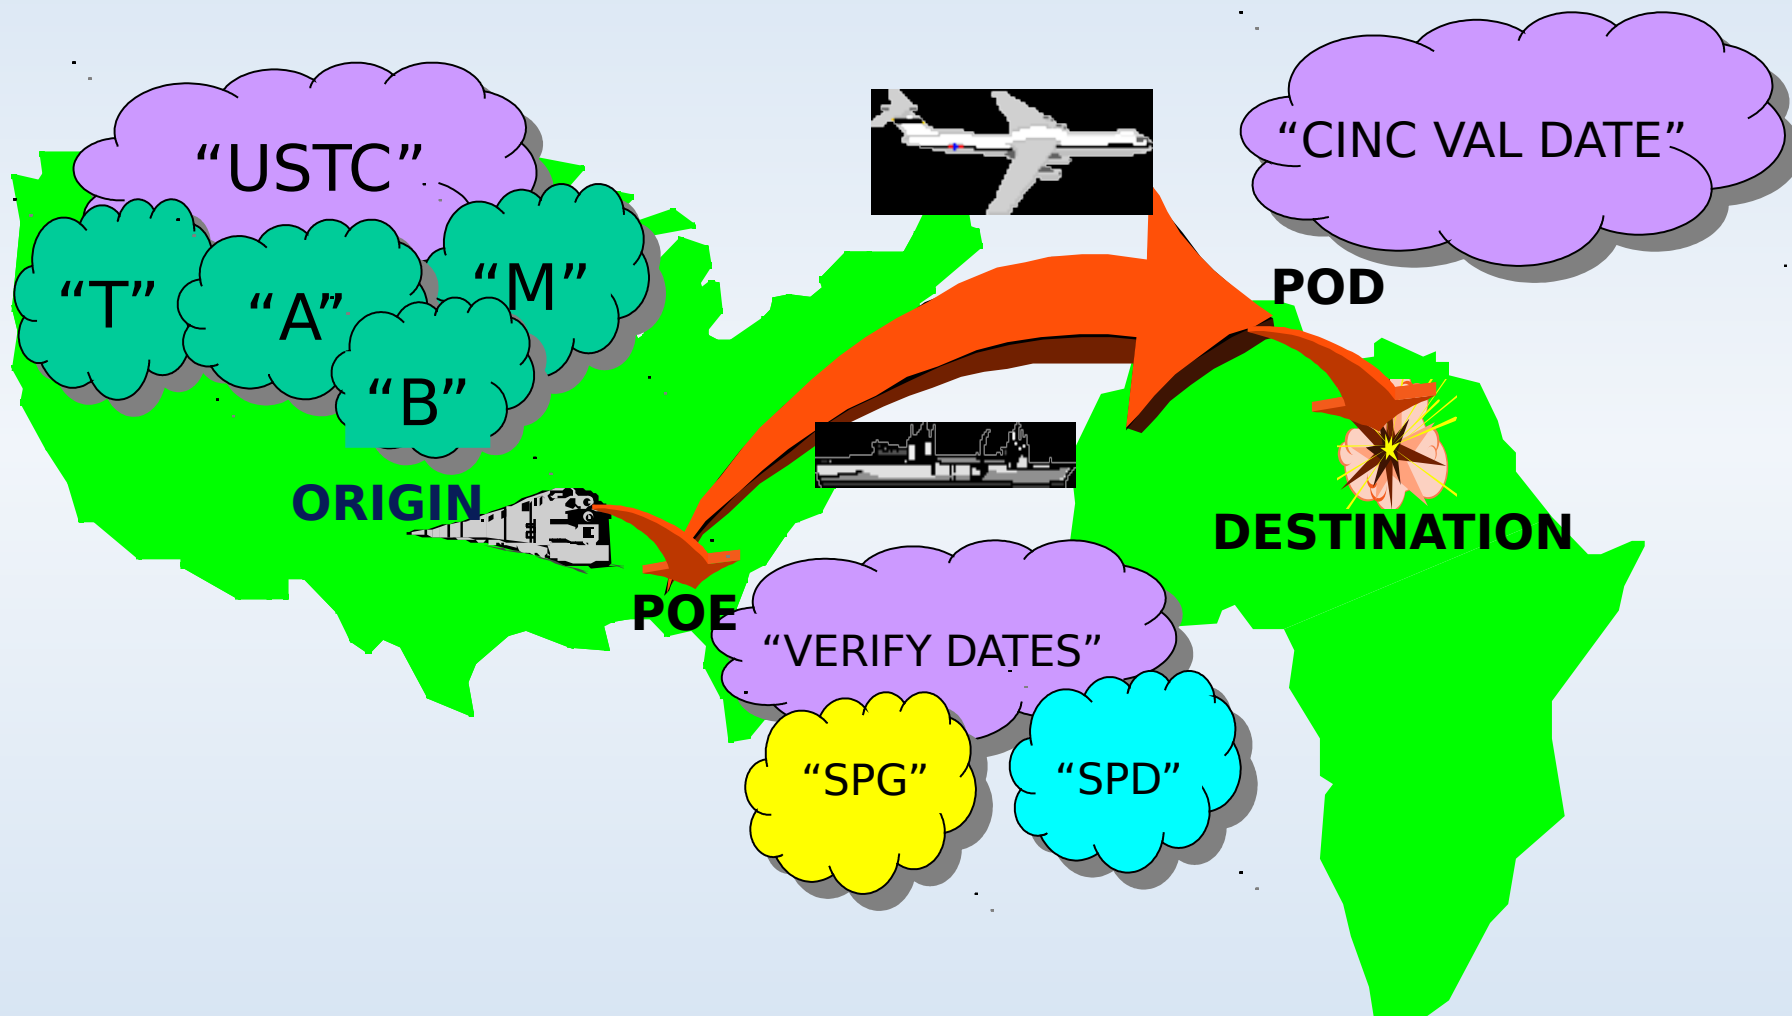 “USTC”
“CINC VAL DATE”
“T”
“A”
“M”
“B”
POD
ORIGIN
DESTINATION
POE
“VERIFY DATES”
“SPG”
“SPD”